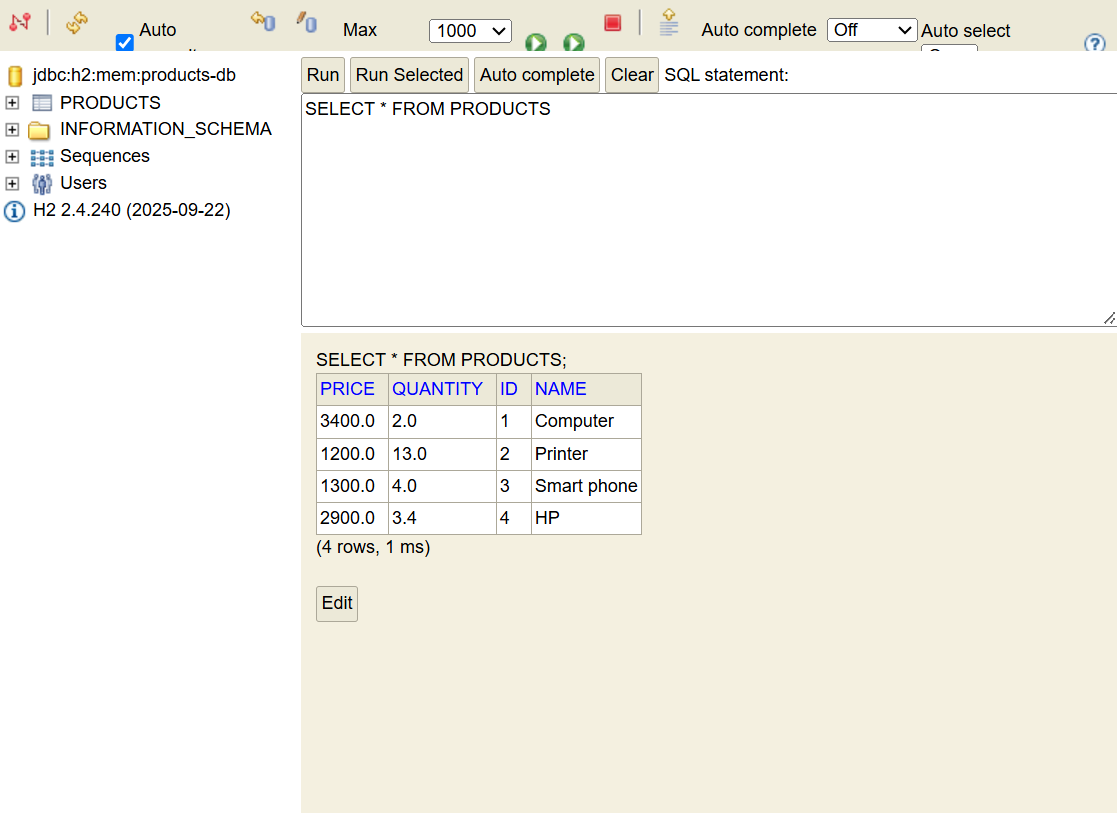 Auto
Max
1000
Auto complete
Off
Auto select
jdbc:h2:mem:products-db
PRODUCTS
INFORMATION_SCHEMA
Sequences
Users
H2 2.4.240 (2025-09-22)
Run Run Selected Auto complete Clear SQL statement:
SELECT * FROM PRODUCTS
SELECT * FROM PRODUCTS;
PRICE QUANTITY ID NAME
3400.0 2.0 1 Computer
1200.0 13.0 2 Printer
1300.0 4.0 3 Smart phone
2900.0 3.4 4 HP
(4 rows, 1 ms)
Edit